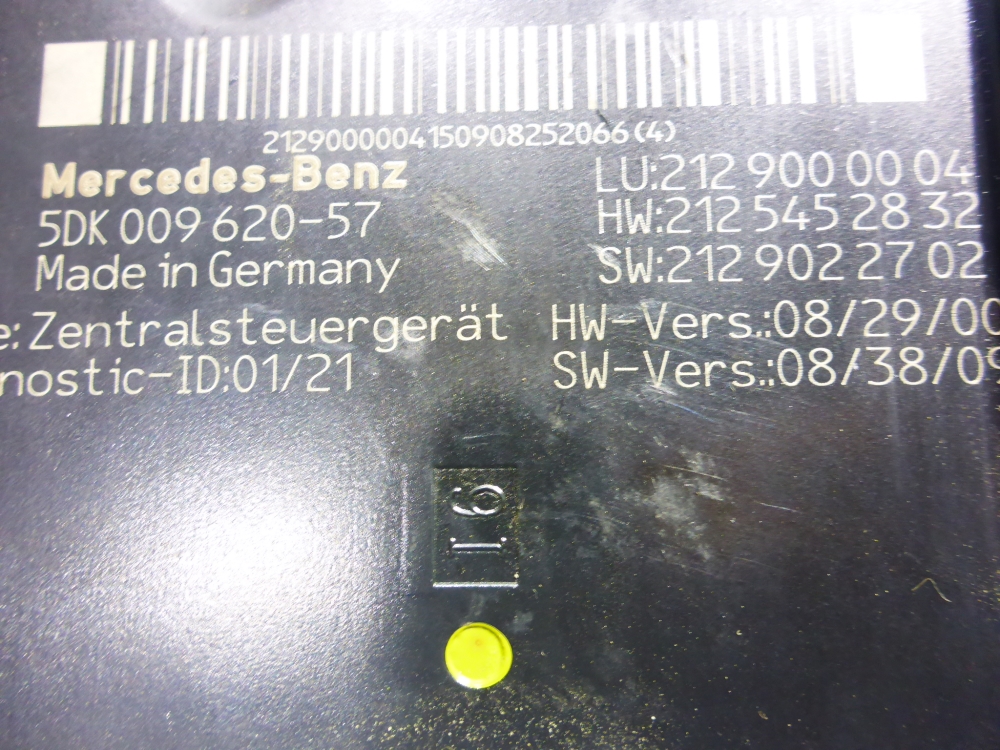 2129000004150908252066(4)
Mercedes-Benz
LU:212 900 00 04
5DK 009 620-57
HW:212 545 28 32
Made in Germany
SW:212 902 27 02
e: Zentralsteuergerät
HW-Vers.:08/29/00
nostic-ID:01/21
SW-Vers.:08/38/09